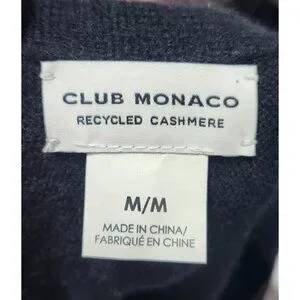 CLUB MONACO
RECYCLED CASHMERE
M/M
MADE IN CHINA/
FABRIQUÉ EN CHINE